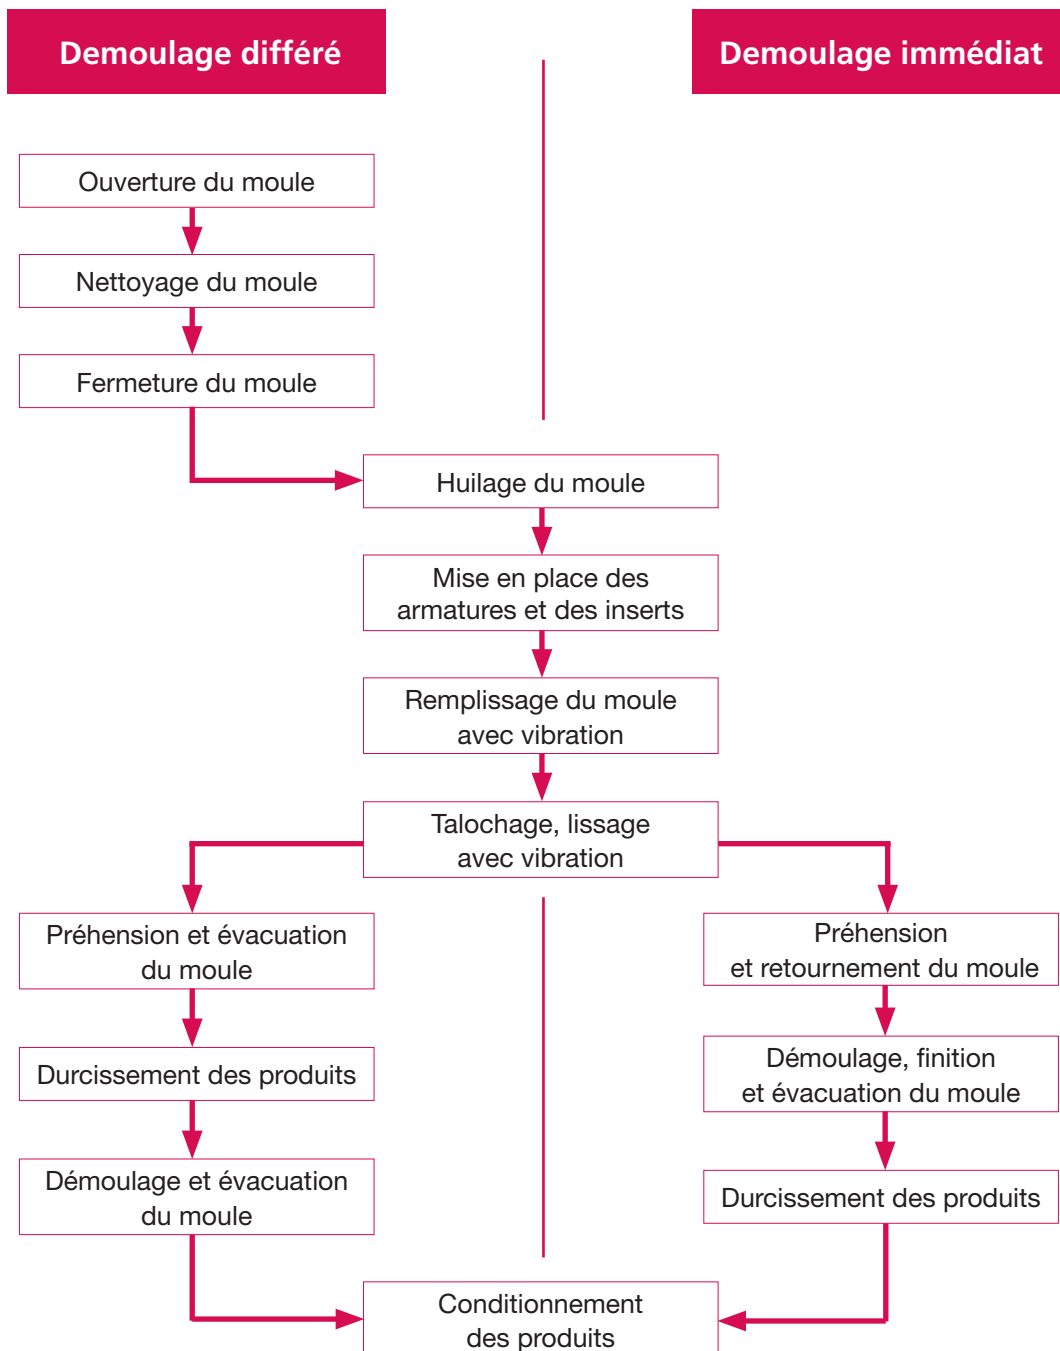 Demoulage différé
Demoulage immédiat
Ouverture du moule
Nettoyage du moule
Fermeture du moule
Huilage du moule
Mise en place des
armatures et des inserts
Remplissage du moule
avec vibration
Talochage, lissage
avec vibration
Préhension et évacuation
du moule
Durcissement des produits
Démoulage et évacuation
du moule
Préhension
et retournement du moule
Démoulage, finition
et évacuation du moule
Durcissement des produits
Conditionnement
des produits